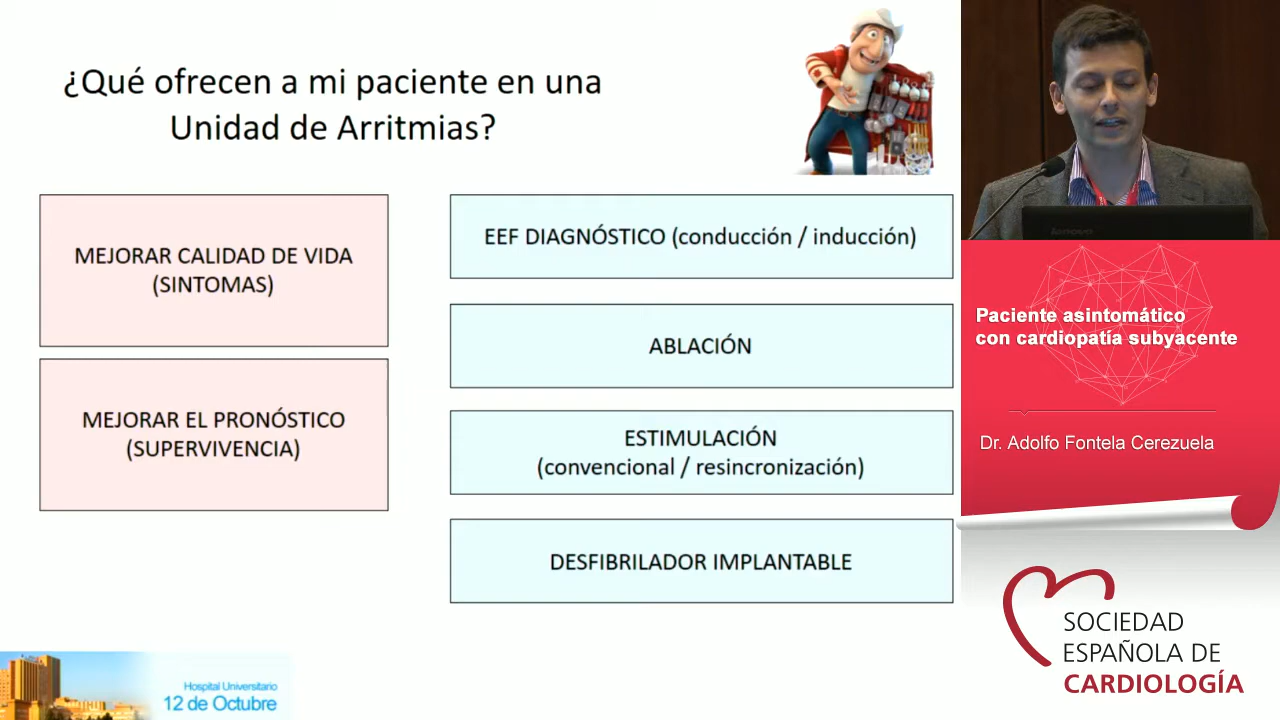 ¿Qué ofrecen a mi paciente en una
Unidad de Arritmias?
MEJORAR CALIDAD DE VIDA
(SINTOMAS)
MEJORAR EL PRONÓSTICO
(SUPERVIVENCIA)
EEF DIAGNÓSTICO (conducción / inducción)
ABLACIÓN
ESTIMULACIÓN
(convencional / resincronización)
DESFIBRILADOR IMPLANTABLE
Hospital Universitario
12 de Octubre
Paciente asintomático
con cardiopatía subyacente
Dr. Adolfo Fontela Cerezuela
SOCIEDAD
ESPAÑOLA DE
CARDIOLOGÍA